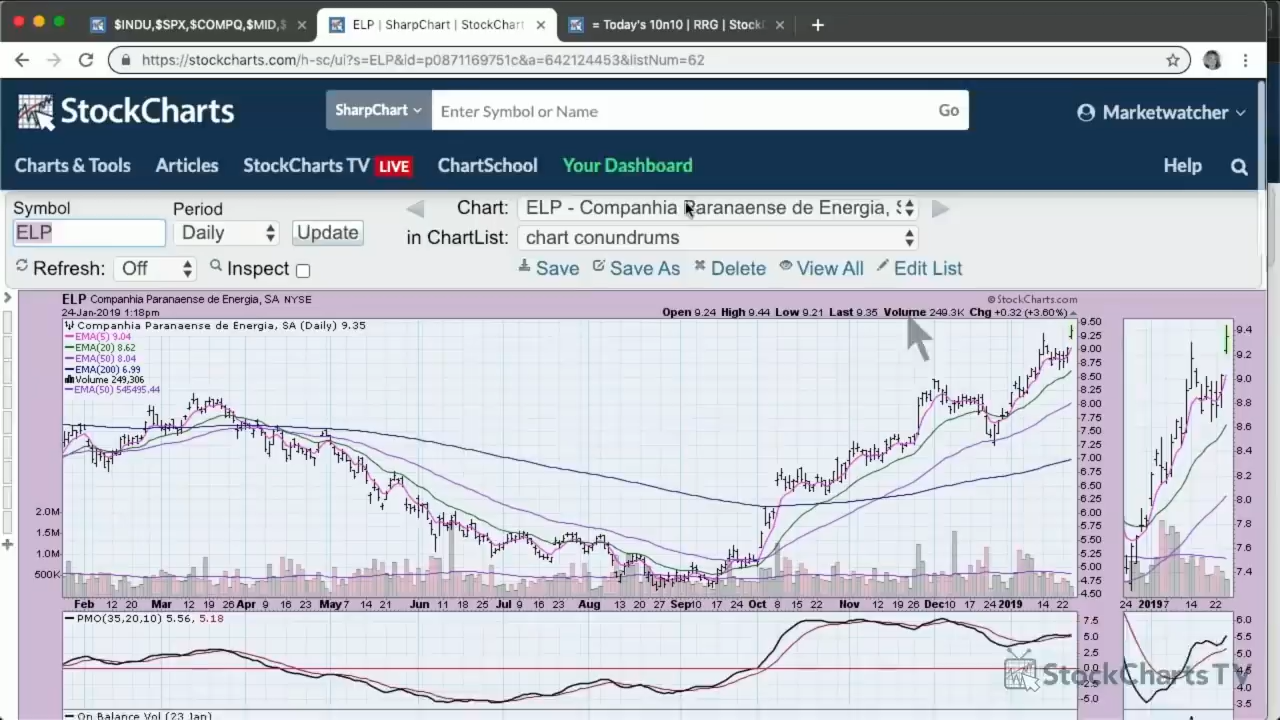 $INDU,$SPX,$COMPQ,$MID,$ ELP | SharpChart | StockChart = Today's 10n10 | RRG | StockC
https://stockcharts.com/h-sc/ui?s=ELP&id=p0871169751c&a=642124453&listNum=62
StockCharts SharpChart Enter Symbol or Name Go Marketwatcher
Charts & Tools Articles StockCharts TV LIVE ChartSchool Your Dashboard Help
Symbol Period Chart: ELP - Companhia Paranaense de Energia, S
ELP Daily Update in ChartList: chart conundrums
Refresh: Off Inspect Save Save As Delete View All Edit List
ELP Companhia Paranaense de Energia, SA NYSE © StockCharts.com
24-Jan-2019 1:18pm Open 9.24 High 9.44 Low 9.21 Last 9.35 Volume 249.3K Chg +0.32 (+3.60%)
Companhia Paranaense de Energia, SA (Daily) 9.35
EMA(5) 9.04
EMA(20) 8.62
EMA(50) 8.04
EMA(200) 6.99
Volume 249,306
EMA(50) 545495.44
9.50
9.25
9.00
8.75
8.50
8.25
8.00
7.75
7.50
7.25
7.00
6.75
6.50
6.25
6.00
5.75
5.50
5.25
5.00
4.75
4.50
2.0M
1.5M
1.0M
500K
9.4
9.2
9.0
8.8
8.6
8.4
8.2
8.0
7.8
7.6
7.4
Feb 12 20 Mar 12 19 26 Apr 9 16 23 May 7 14 21 Jun 11 18 25 Jul 9 16 23 Aug 13 20 27 Sep 10 17 24 Oct 8 15 22 Nov 12 19 26 Dec 10 17 24 2019 14 22
24 2019 7 14 22
PMO(35,20,10) 5.56, 5.18
7.5
5.0
2.5
0.0
-5.0
6.0
5.5
5.0
4.0
3.5
StockCharts TV
On Balance Vol (23 Jan)